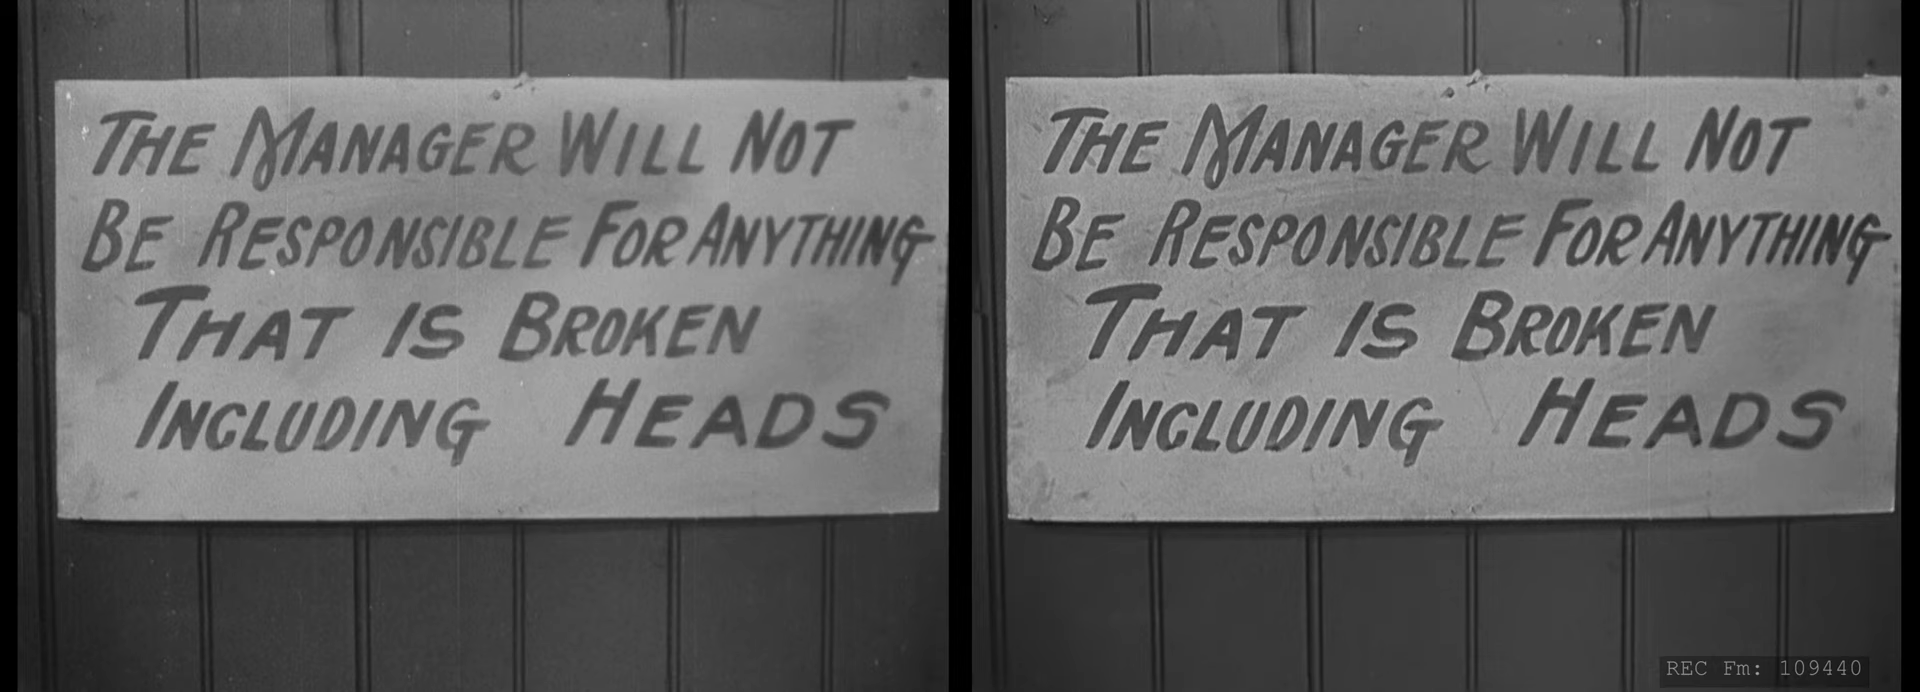 THE MANAGER WILL NOT
BE RESPONSIBLE FOR ANYTHING
THAT IS BROKEN
INCLUDING HEADS
THE MANAGER WILL NOT
BE RESPONSIBLE FOR ANYTHING
THAT IS BROKEN
INCLUDING HEADS
REC Fm: 109440